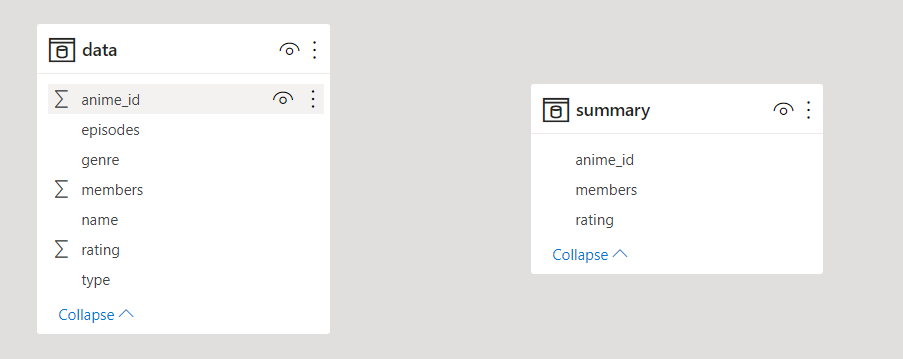 data
anime_id
episodes
genre
members
name
rating
type
Collapse
summary
anime_id
members
rating
Collapse